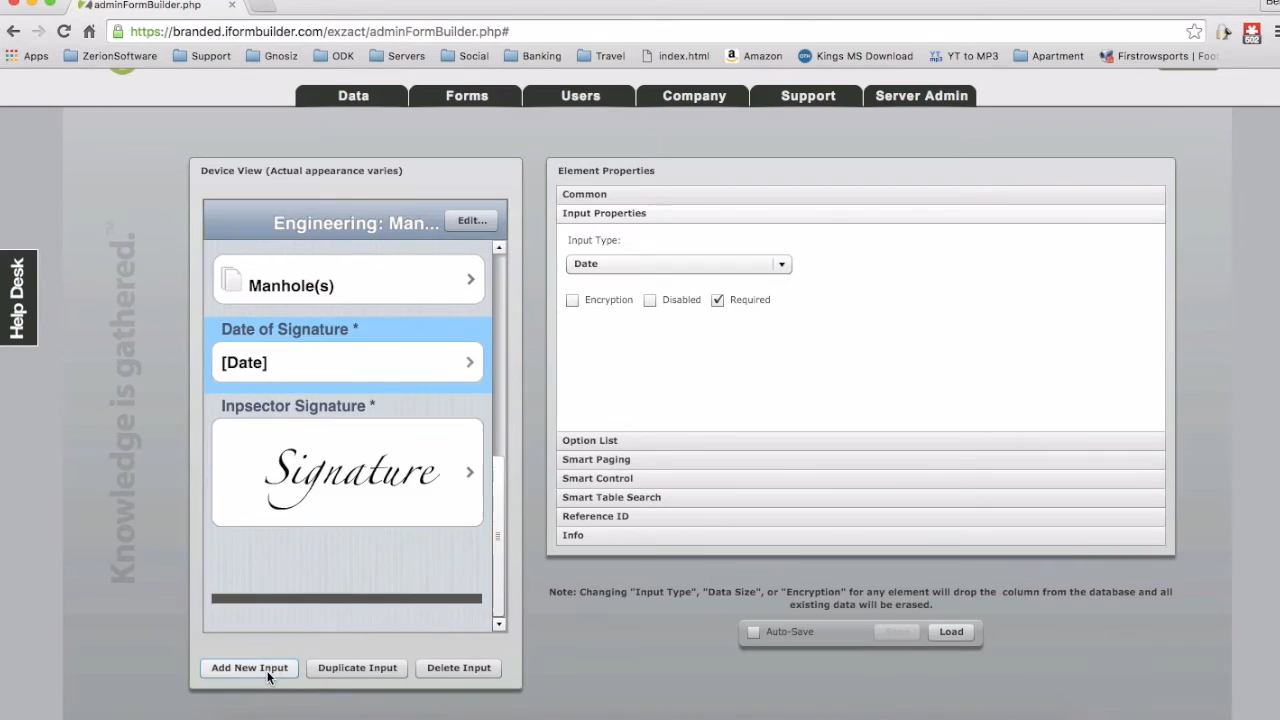 adminFormBuilder.php
https://branded.iformbuilder.com/exzact/adminFormBuilder.php#
502
Apps ZerionSoftware Support Gnosiz ODK Servers Social Banking Travel index.html Amazon Kings MS Download YT to MP3 Apartment Firstrowsports | Foo
Data Forms Users Company Support Server Admin
Help Desk
Knowledge is gathered.™
Device View (Actual appearance varies)
Engineering: Man...
Edit...
Manhole(s)
Date of Signature *
[Date]
Inpsector Signature *
Signature
Add New Input Duplicate Input Delete Input
Element Properties
Common
Input Properties
Input Type:
Date
Encryption Disabled Required
Option List
Smart Paging
Smart Control
Smart Table Search
Reference ID
Info
Note: Changing "Input Type", "Data Size", or "Encryption" for any element will drop the column from the database and all
existing data will be erased.
Auto-Save Load